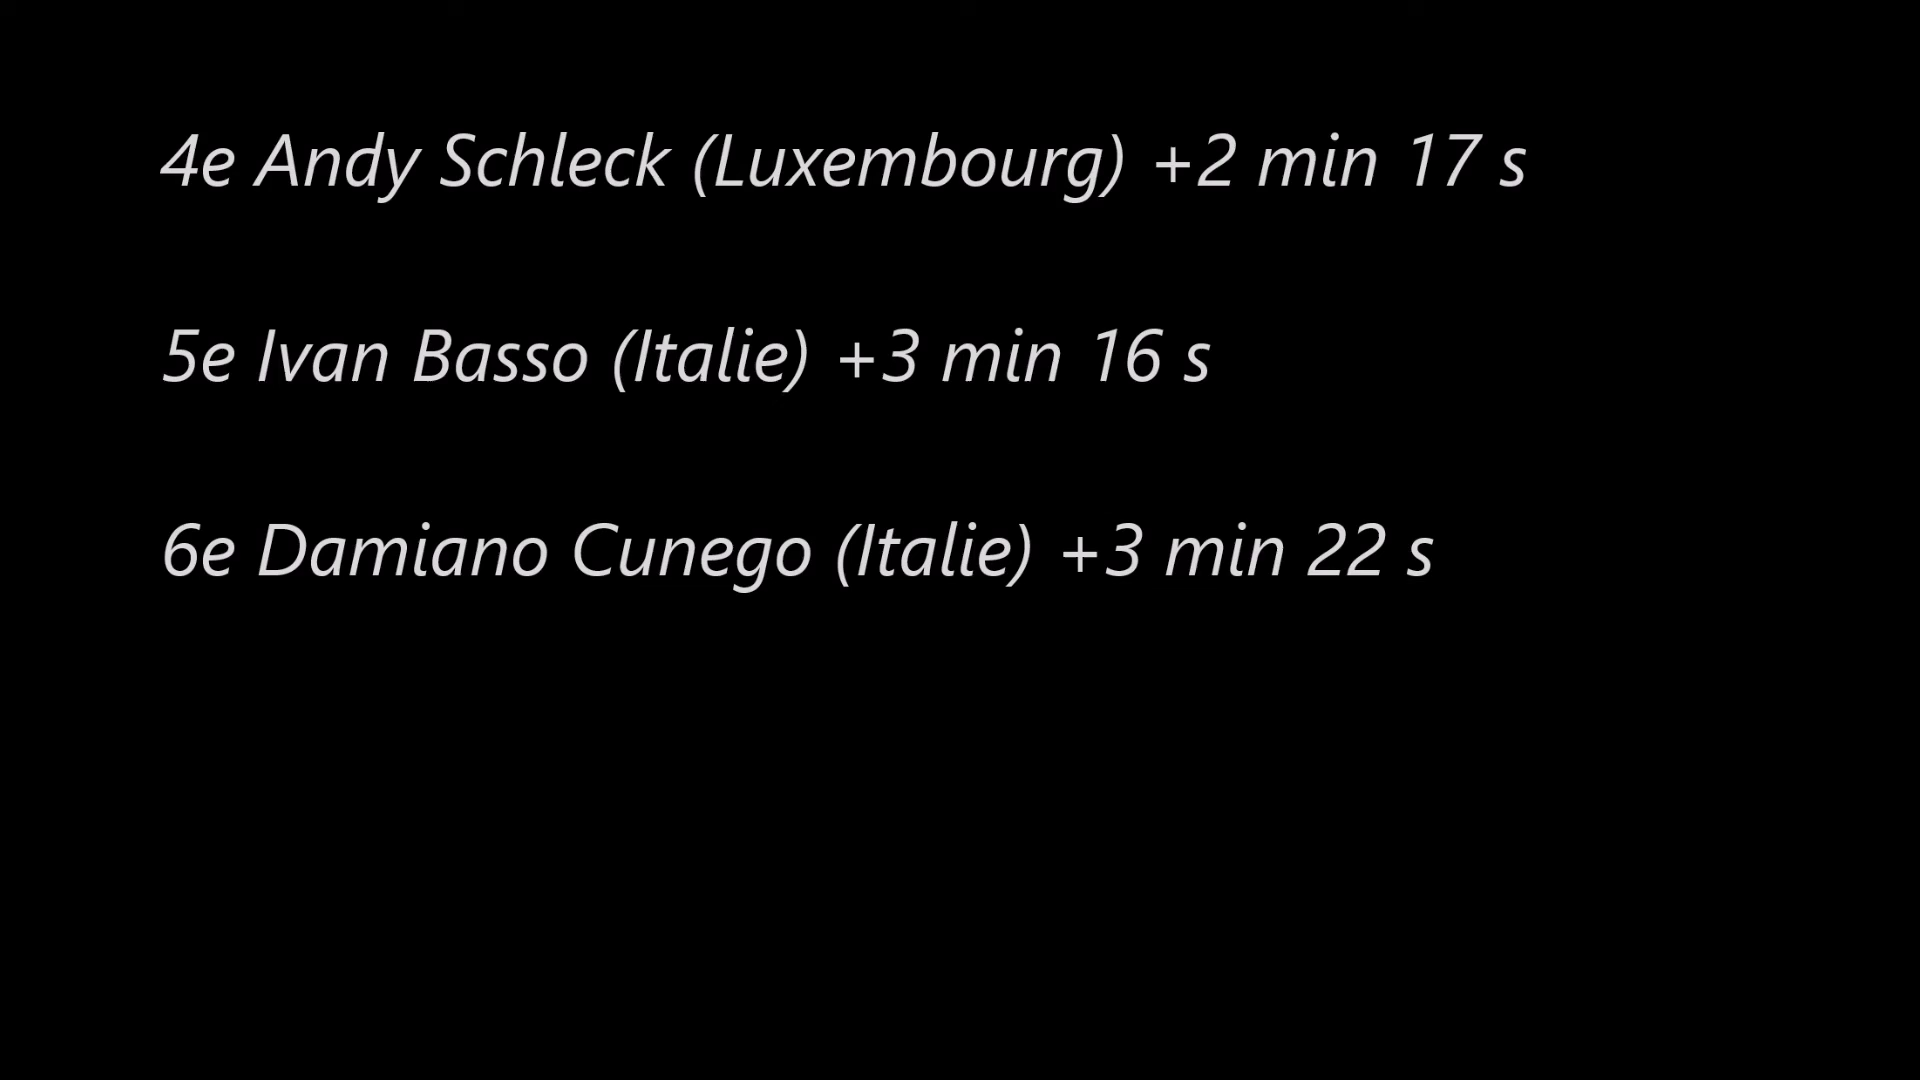 4e Andy Schleck (Luxembourg) +2 min 17 s
5e Ivan Basso (Italie) +3 min 16 s
6e Damiano Cunego (Italie) +3 min 22 s